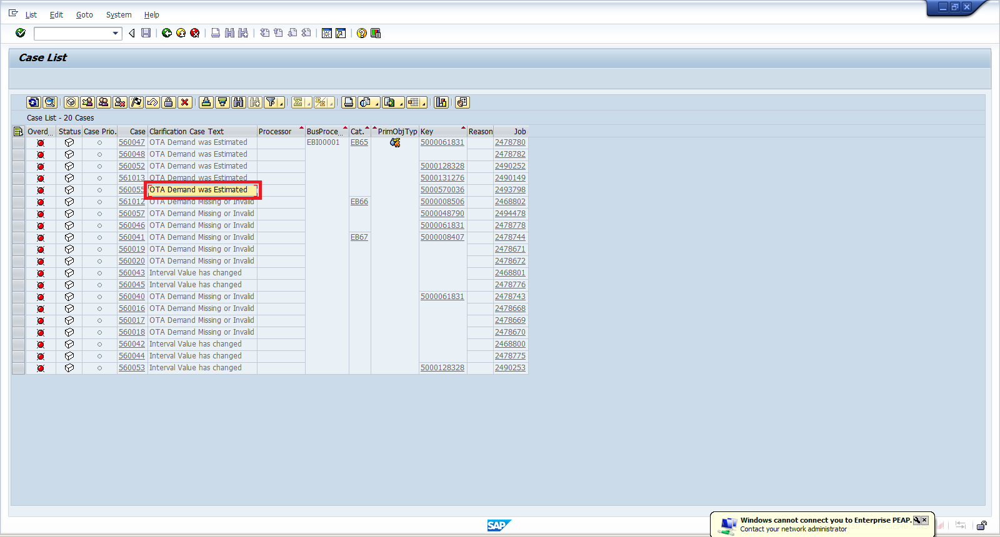 List Edit Goto System Help
Case List
Case List - 20 Cases
Overd... Status Case Prio. Case Clarification Case Text Processor BusProce... Cat. PrimObjTyp Key Reason Job
560047 OTA Demand was Estimated EBI00001 EB65 5000061831 2478780
560048 OTA Demand was Estimated 2478782
560052 OTA Demand was Estimated 5000128328 2490252
561013 OTA Demand was Estimated 5000131276 2490149
560055 OTA Demand was Estimated 5000570036 2493798
561012 OTA Demand Missing or Invalid EB66 5000008506 2468802
560057 OTA Demand Missing or Invalid 5000048790 2494478
560046 OTA Demand Missing or Invalid 5000061831 2478778
560041 OTA Demand Missing or Invalid EB67 5000008407 2478744
560019 OTA Demand Missing or Invalid 2478671
560020 OTA Demand Missing or Invalid 2478672
560043 Interval Value has changed 2468801
560045 Interval Value has changed 2478776
560040 OTA Demand Missing or Invalid 5000061831 2478743
560016 OTA Demand Missing or Invalid 2478668
560017 OTA Demand Missing or Invalid 2478669
560018 OTA Demand Missing or Invalid 2478670
560042 Interval Value has changed 2468800
560044 Interval Value has changed 2478775
560053 Interval Value has changed 5000128328 2490253
SAP
Windows cannot connect you to Enterprise PEAP.
Contact your network administrator